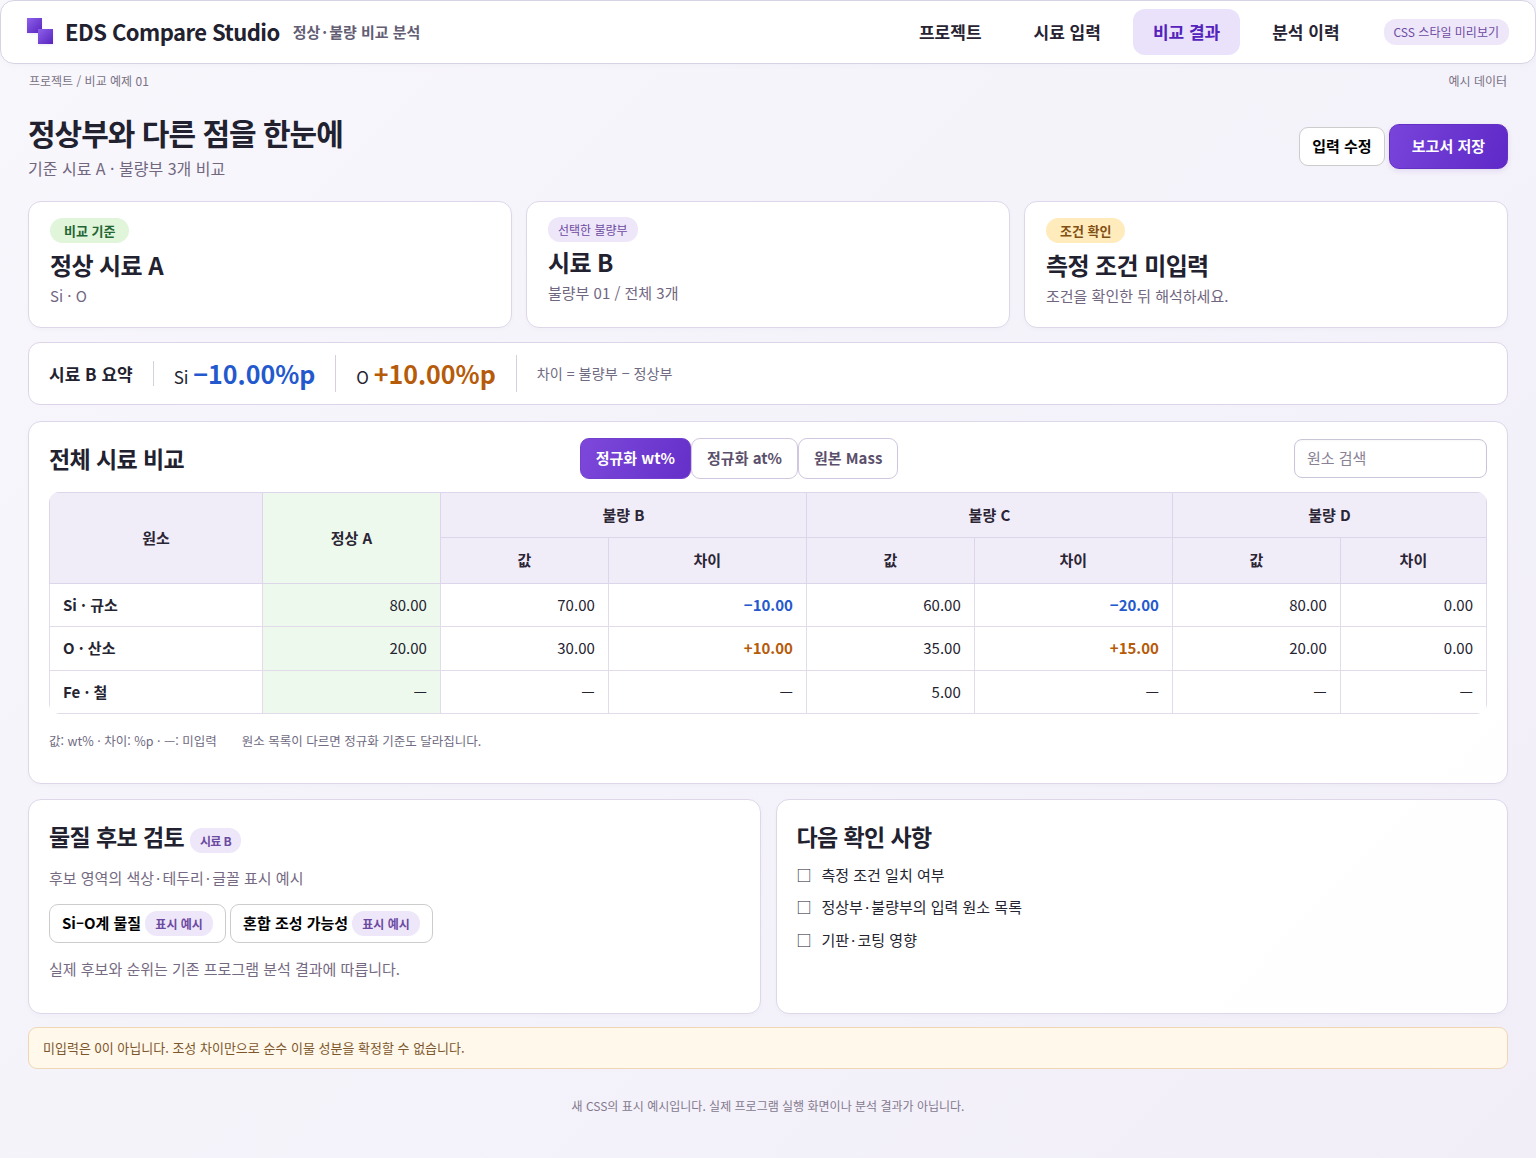 EDS Compare Studio 정상·불량 비교 분석 프로젝트 시료 입력 비교 결과 분석 이력 CSS 스타일 미리보기
프로젝트 / 비교 예제 01 예시 데이터
정상부와 다른 점을 한눈에
기준 시료 A · 불량부 3개 비교
입력 수정 보고서 저장
비교 기준
정상 시료 A
Si · O
선택한 불량부
시료 B
불량부 01 / 전체 3개
조건 확인
측정 조건 미입력
조건을 확인한 뒤 해석하세요.
시료 B 요약 Si −10.00%p O +10.00%p 차이 = 불량부 − 정상부
전체 시료 비교 정규화 wt% 정규화 at% 원본 Mass 원소 검색
원소 정상 A 불량 B 불량 C 불량 D
값 차이 값 차이 값 차이
Si · 규소 80.00 70.00 −10.00 60.00 −20.00 80.00 0.00
O · 산소 20.00 30.00 +10.00 35.00 +15.00 20.00 0.00
Fe · 철 — — — 5.00 — — —
값: wt% · 차이: %p · —: 미입력 원소 목록이 다르면 정규화 기준도 달라집니다.
물질 후보 검토 시료 B
후보 영역의 색상·테두리·글꼴 표시 예시
Si–O계 물질 표시 예시 혼합 조성 가능성 표시 예시
실제 후보와 순위는 기존 프로그램 분석 결과에 따릅니다.
다음 확인 사항
□ 측정 조건 일치 여부
□ 정상부·불량부의 입력 원소 목록
□ 기판·코팅 영향
미입력은 0이 아닙니다. 조성 차이만으로 순수 이물 성분을 확정할 수 없습니다.
새 CSS의 표시 예시입니다. 실제 프로그램 실행 화면이나 분석 결과가 아닙니다.